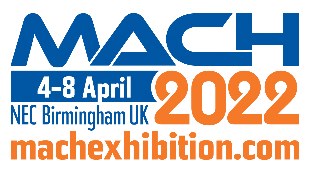 MACH
4-8 April
2022
NEC Birmingham UK
machexhibition.com